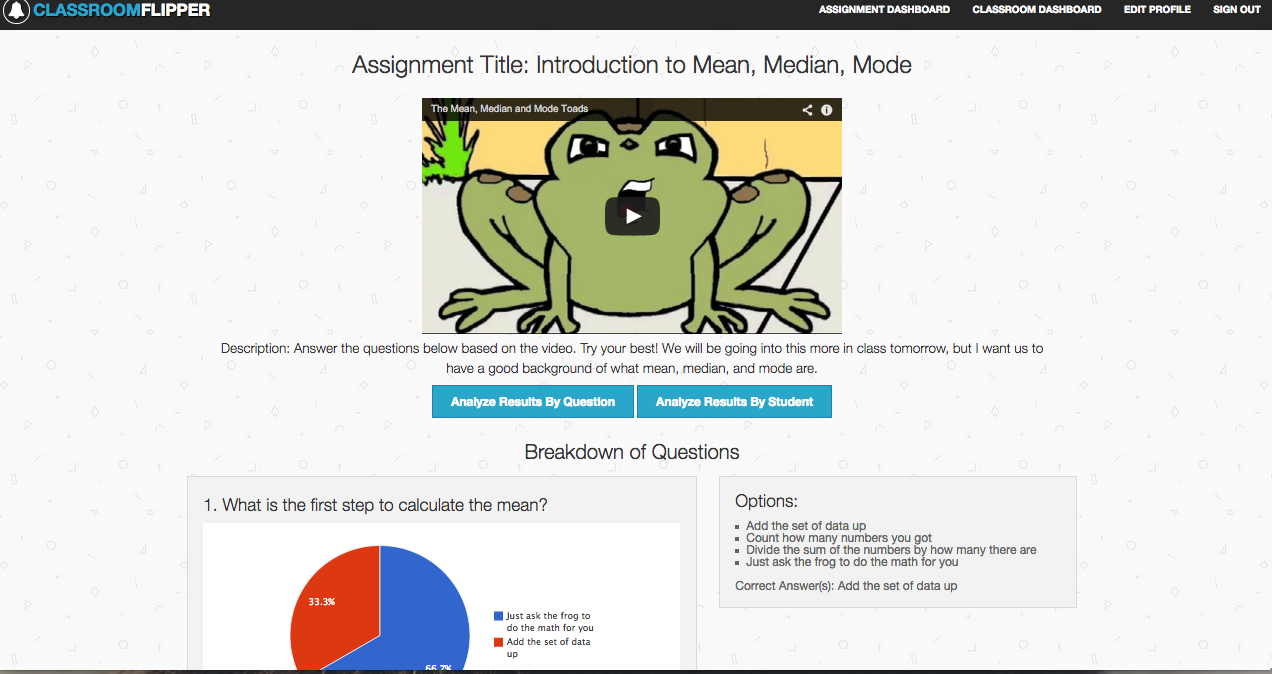 CLASSROOMFLIPPER
ASSIGNMENT DASHBOARD CLASSROOM DASHBOARD EDIT PROFILE SIGN OUT
Assignment Title: Introduction to Mean, Median, Mode
The Mean, Median and Mode Toads
Description: Answer the questions below based on the video. Try your best! We will be going into this more in class tomorrow, but I want us to
have a good background of what mean, median, and mode are.
Analyze Results By Question Analyze Results By Student
Breakdown of Questions
1. What is the first step to calculate the mean?
33.3%
66.7%
Just ask the frog to
do the math for you
Add the set of data
up
Options:
Add the set of data up
Count how many numbers you got
Divide the sum of the numbers by how many there are
Just ask the frog to do the math for you
Correct Answer(s): Add the set of data up